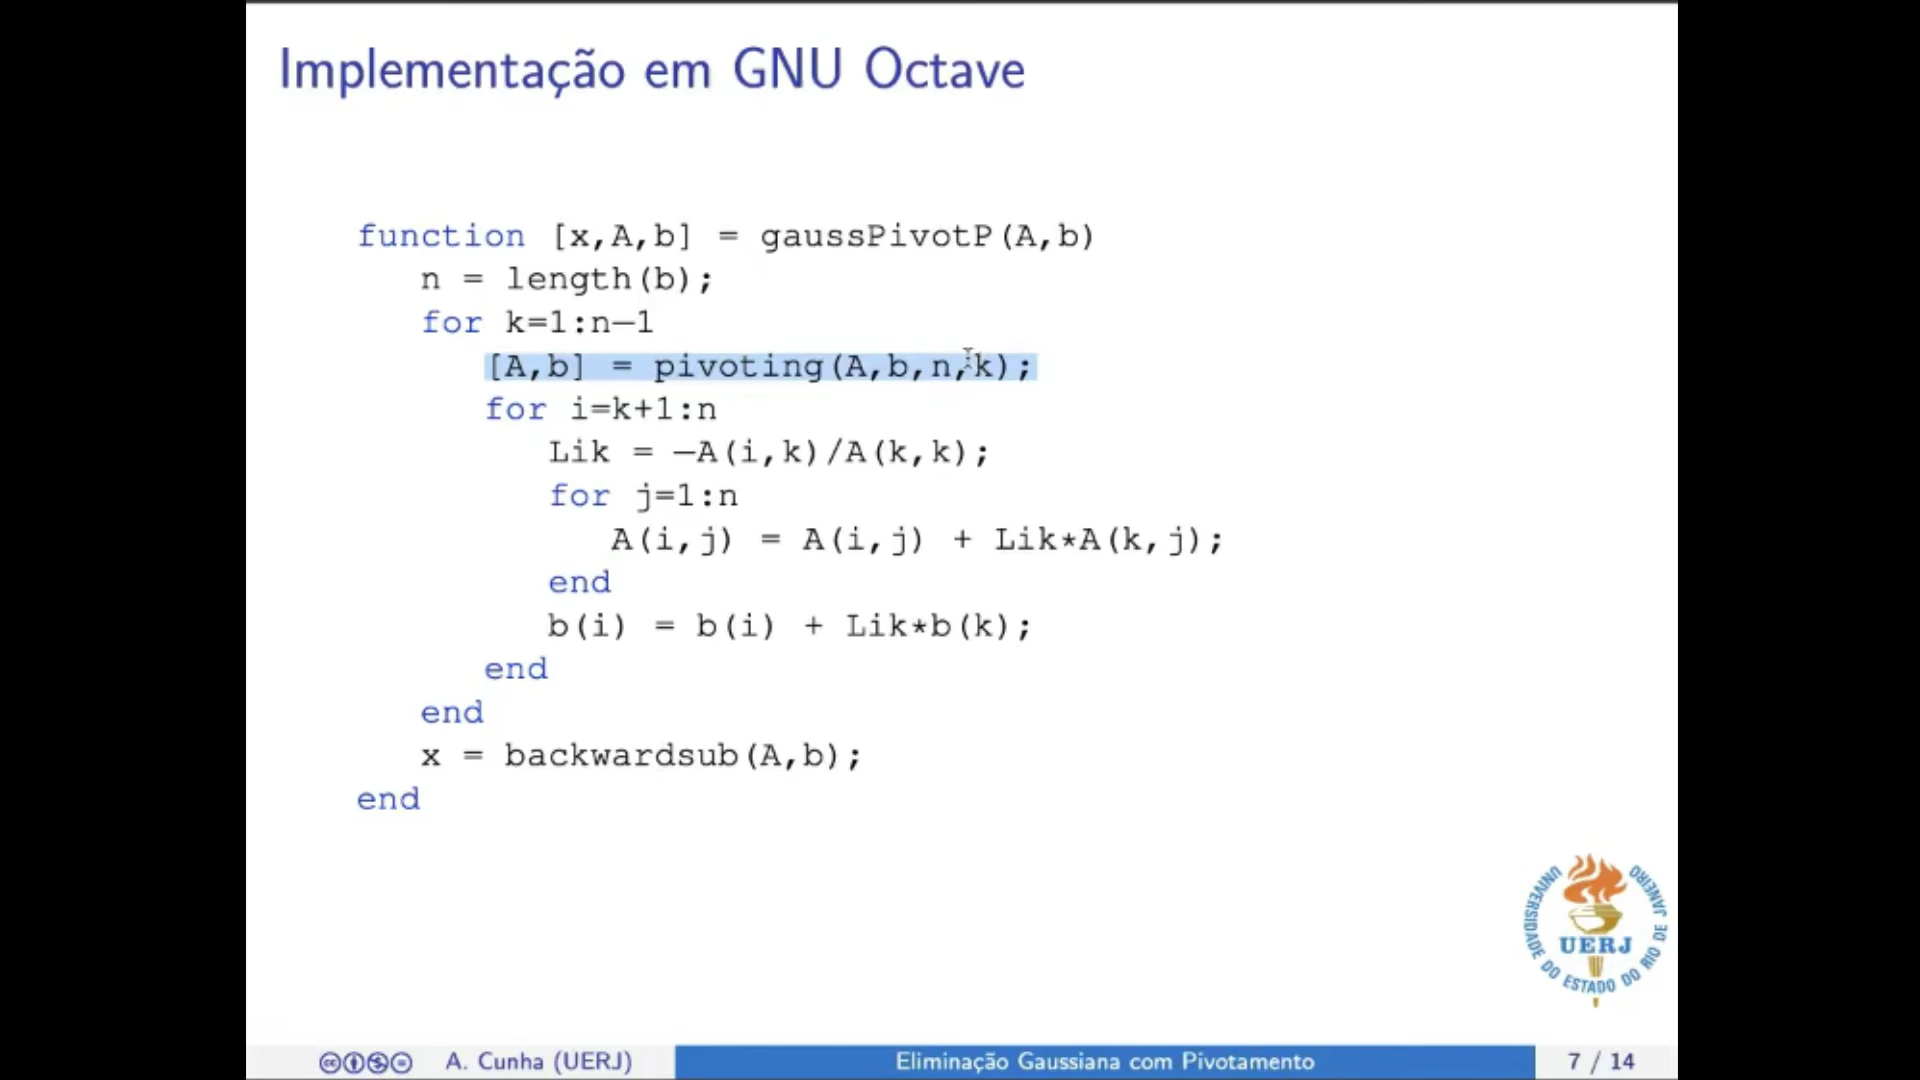 Implementação em GNU Octave
function [x,A,b] = gaussPivotP(A,b)
n = length(b);
for k=1:n−1
[A,b] = pivoting(A,b,n,k);
for i=k+1:n
Lik = −A(i,k)/A(k,k);
for j=1:n
A(i,j) = A(i,j) + Lik*A(k,j);
end
b(i) = b(i) + Lik*b(k);
end
end
x = backwardsub(A,b);
end
UNIVERSIDADE DO ESTADO DO RIO DE JANEIRO
UERJ
A. Cunha (UERJ)
Eliminação Gaussiana com Pivotamento
7 / 14